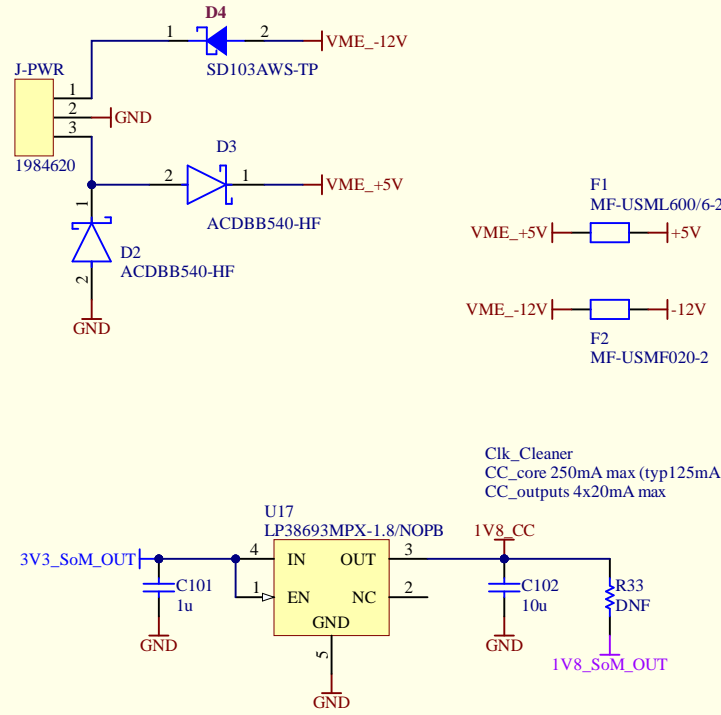 D4
1 2 VME_-12V
SD103AWS-TP
J-PWR
1
2 GND
3
1984620
D3
2 1 VME_+5V
ACDBB540-HF
1
D2
ACDBB540-HF
2
GND
F1
MF-USML600/6-2
VME_+5V +5V
VME_-12V -12V
F2
MF-USMF020-2
Clk_Cleaner
CC_core 250mA max (typ125mA
CC_outputs 4x20mA max
U17
LP38693MPX-1.8/NOPB
1V8_CC
3V3_SoM_OUT 4 IN OUT 3
C101
1u
1 EN NC 2
GND
5
GND
GND
C102
10u
GND
R33
DNF
1V8_SoM_OUT